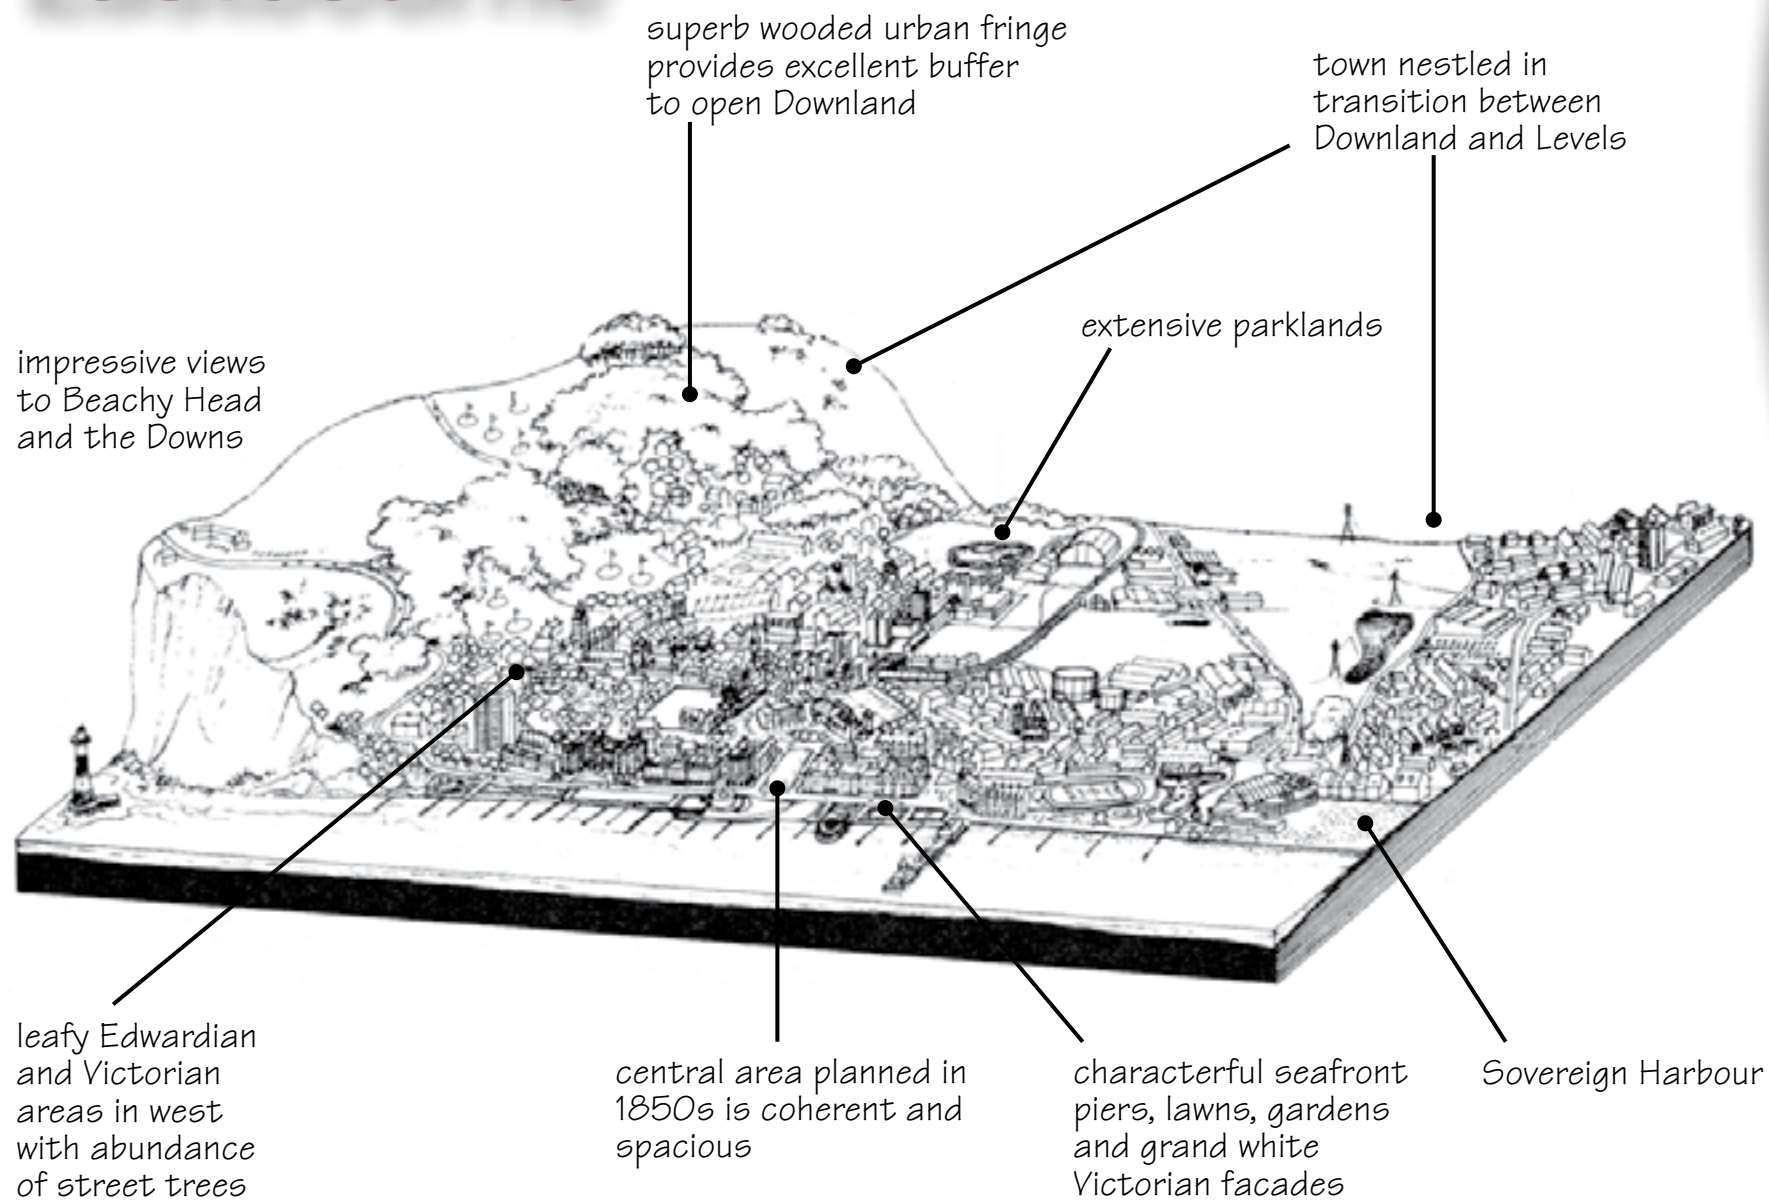 superb wooded urban fringe
provides excellent buffer
to open Downland
town nestled in
transition between
Downland and Levels
extensive parklands
impressive views
to Beachy Head
and the Downs
leafy Edwardian
and Victorian
areas in west
with abundance
of street trees
central area planned in
1850s is coherent and
spacious
characterful seafront
piers, lawns, gardens
and grand white
Victorian facades
Sovereign Harbour